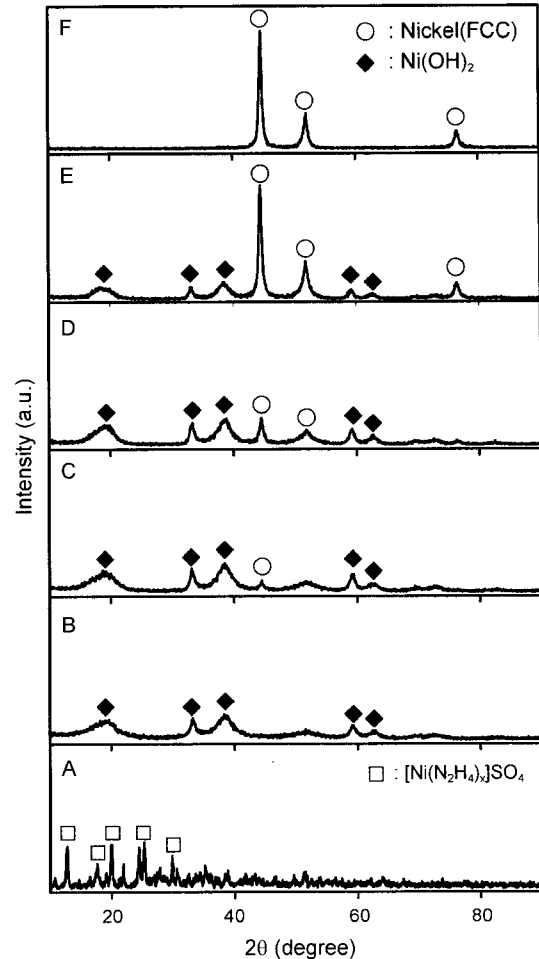 F
○ : Nickel(FCC)
◆ : Ni(OH)₂
E
D
C
B
A
□ : [Ni(N₂H₄)ₓ]SO₄
Intensity (a.u.)
20 40 60 80
2θ (degree)